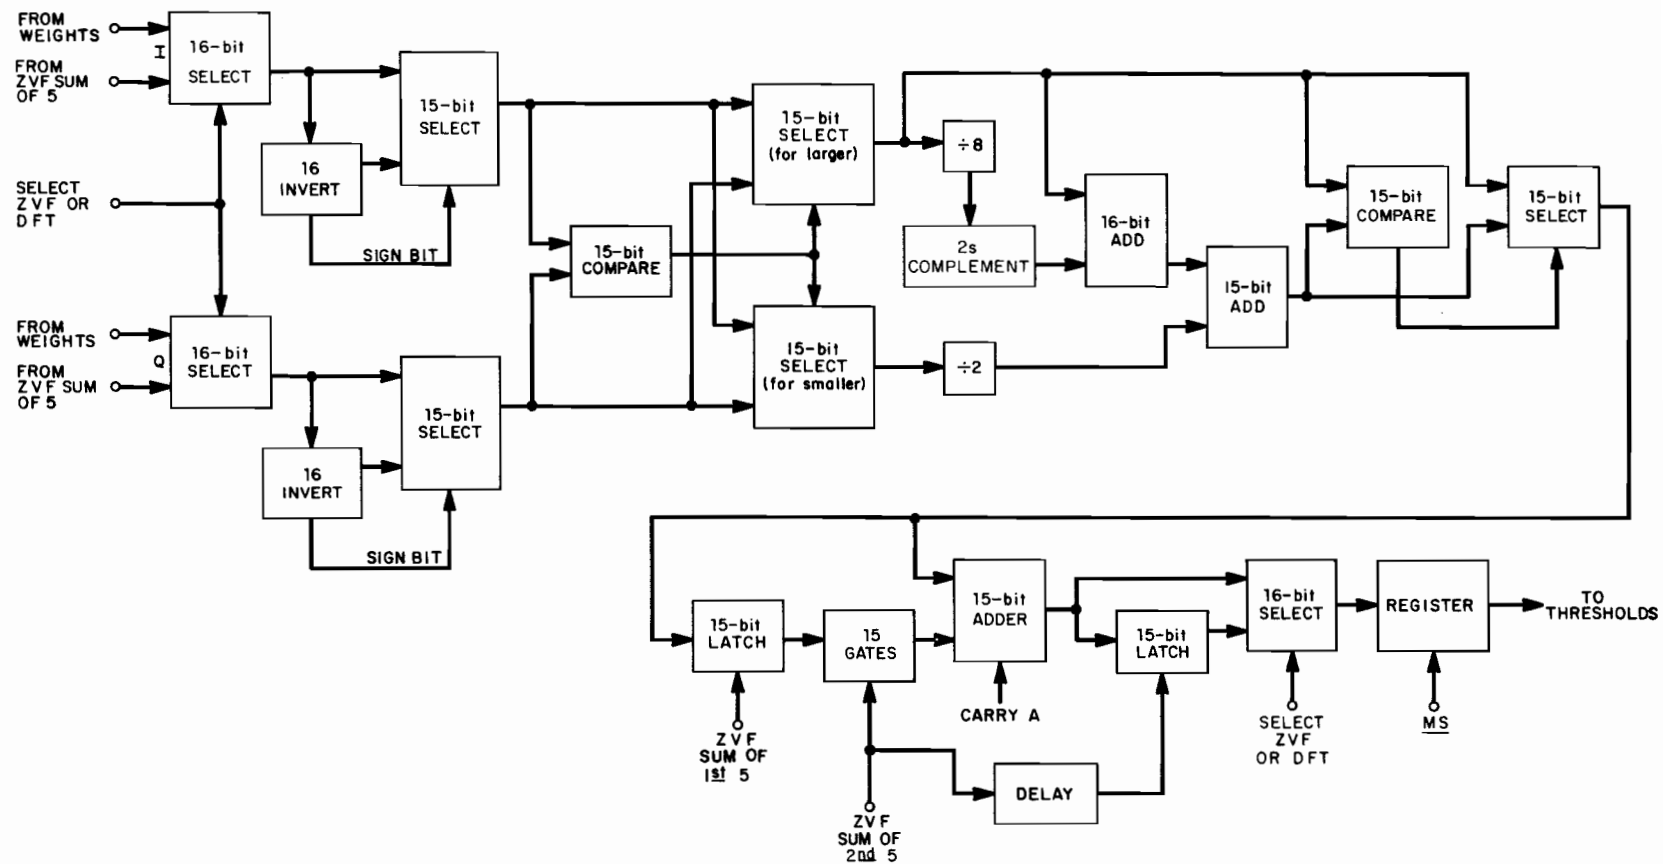 FROM
WEIGHTS
I
FROM
ZVF SUM
OF 5
16-bit
SELECT
SELECT
ZVF OR
DFT
16
INVERT
SIGN BIT
15-bit
SELECT
FROM
WEIGHTS
Q
FROM
ZVF SUM
OF 5
16-bit
SELECT
16
INVERT
SIGN BIT
15-bit
SELECT
15-bit
COMPARE
15-bit
SELECT
(for larger)
15-bit
SELECT
(for smaller)
÷8
2s
COMPLEMENT
÷2
16-bit
ADD
15-bit
ADD
15-bit
COMPARE
15-bit
SELECT
15-bit
LATCH
ZVF
SUM OF
1st 5
15
GATES
ZVF
SUM OF
2nd 5
15-bit
ADDER
CARRY A
DELAY
15-bit
LATCH
16-bit
SELECT
SELECT
ZVF
OR DFT
REGISTER
MS
TO
THRESHOLDS